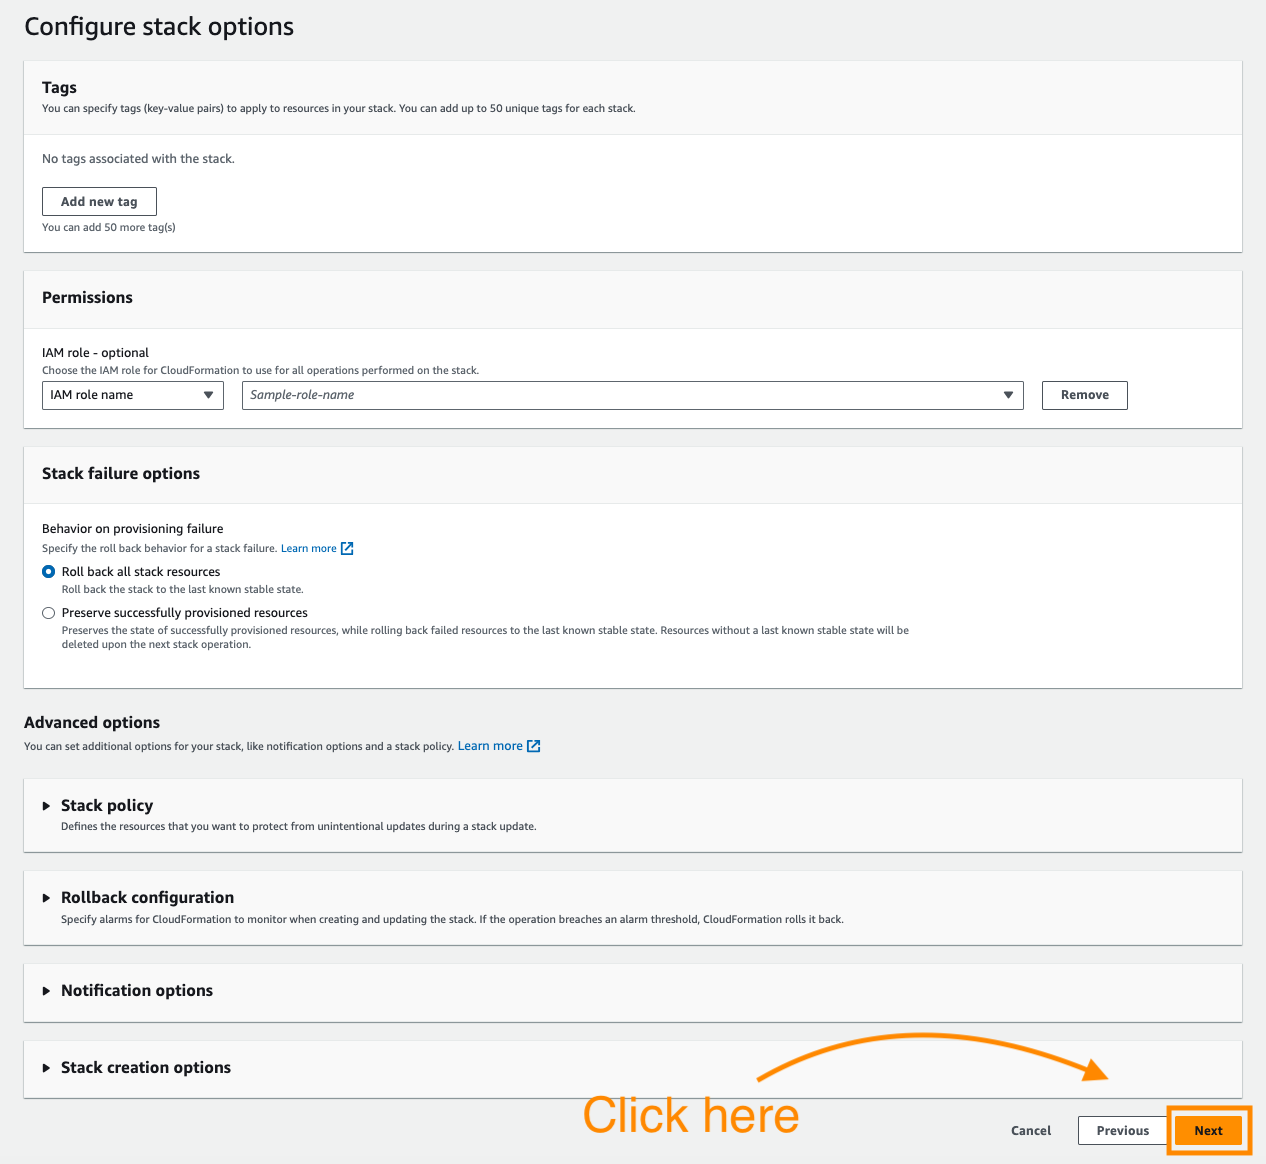 Configure stack options
Tags
You can specify tags (key-value pairs) to apply to resources in your stack. You can add up to 50 unique tags for each stack.
No tags associated with the stack.
Add new tag
You can add 50 more tag(s)
Permissions
IAM role - optional
Choose the IAM role for CloudFormation to use for all operations performed on the stack.
IAM role name
Sample-role-name
Remove
Stack failure options
Behavior on provisioning failure
Specify the roll back behavior for a stack failure. Learn more
Roll back all stack resources
Roll back the stack to the last known stable state.
Preserve successfully provisioned resources
Preserves the state of successfully provisioned resources, while rolling back failed resources to the last known stable state. Resources without a last known stable state will be
deleted upon the next stack operation.
Advanced options
You can set additional options for your stack, like notification options and a stack policy. Learn more
Stack policy
Defines the resources that you want to protect from unintentional updates during a stack update.
Rollback configuration
Specify alarms for CloudFormation to monitor when creating and updating the stack. If the operation breaches an alarm threshold, CloudFormation rolls it back.
Notification options
Stack creation options
Click here
Cancel
Previous
Next